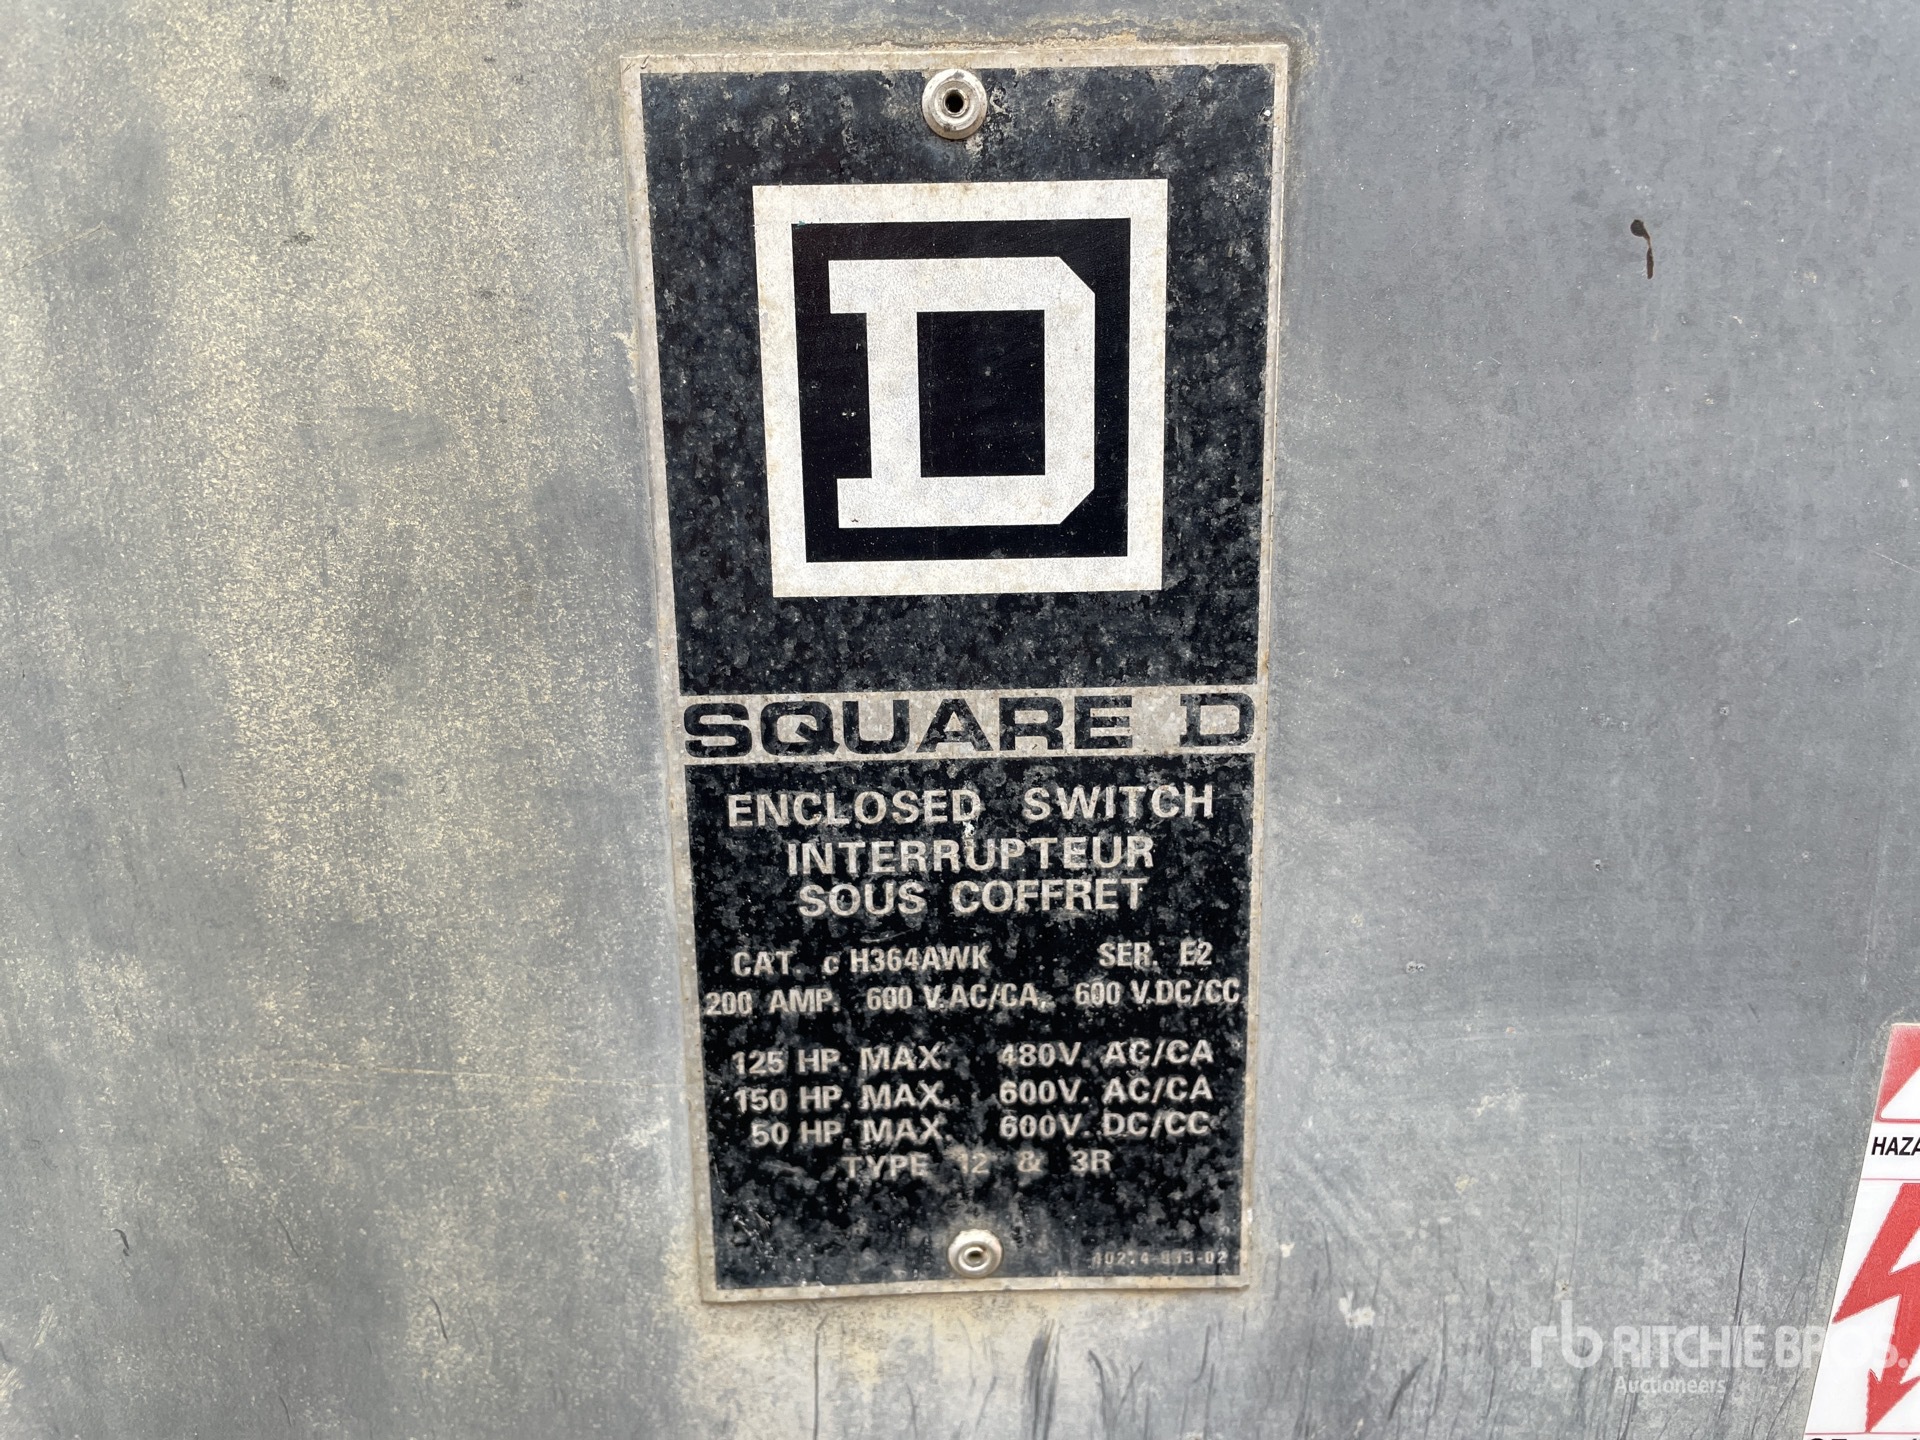 D
SQUARE D
ENCLOSED SWITCH
INTERRUPTEUR
SOUS COFFRET
CAT. c H364AWK SER. E2
200 AMP. 600 V.AC/CA, 600 V.DC/CC
125 HP. MAX. 480V. AC/CA
150 HP. MAX. 600V. AC/CA
50 HP. MAX. 600V. DC/CC
TYPE 12 & 3R
HAZA
rb RITCHIE BROS.
Auctioneers